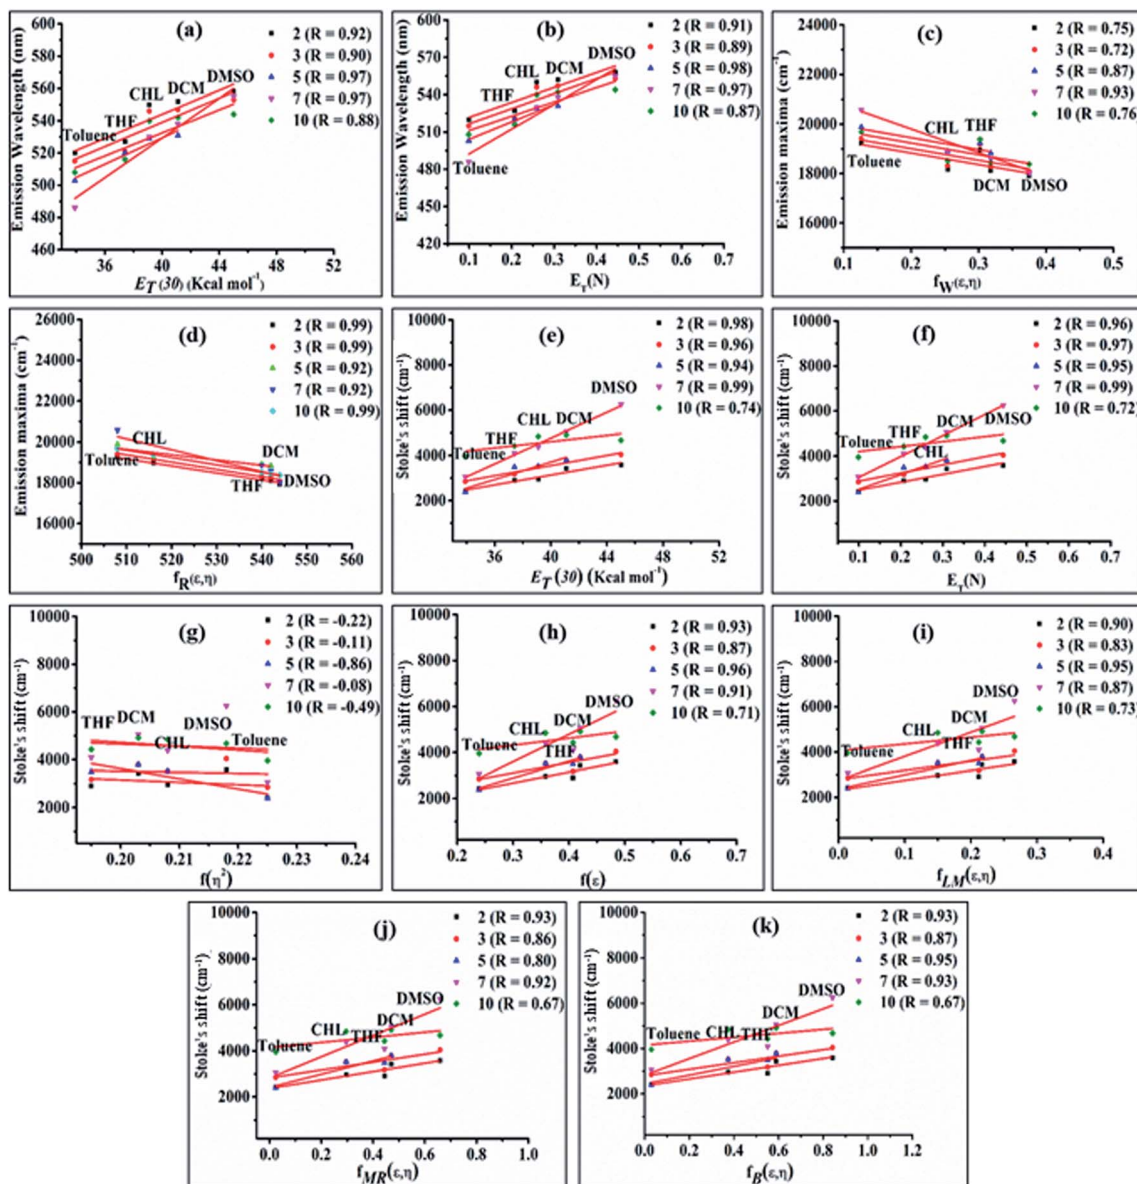 (a)
2 (R = 0.92)
3 (R = 0.90)
5 (R = 0.97)
7 (R = 0.97)
10 (R = 0.88)
Toluene
THF
CHL
DCM
DMSO
Emission Wavelength (nm)
600
580
560
540
520
500
480
460
36 40 44 48 52
E_T (30) (Kcal mol⁻¹)
(b)
2 (R = 0.91)
3 (R = 0.89)
5 (R = 0.98)
7 (R = 0.97)
10 (R = 0.87)
CHL
DCM
DMSO
THF
Toluene
Emission Wavelength (nm)
600
570
540
510
480
450
420
0.1 0.2 0.3 0.4 0.5 0.6 0.7
E_T(N)
(c)
2 (R = 0.75)
3 (R = 0.72)
5 (R = 0.87)
7 (R = 0.93)
10 (R = 0.76)
CHL
THF
Toluene
DCM
DMSO
Emission maxima (cm⁻¹)
24000
22000
20000
18000
16000
0.1 0.2 0.3 0.4 0.5
f_W(ε,η)
(d)
2 (R = 0.99)
3 (R = 0.99)
5 (R = 0.92)
7 (R = 0.92)
10 (R = 0.99)
CHL
DCM
Toluene
THF
DMSO
Emission maxima (cm⁻¹)
26000
24000
22000
20000
18000
16000
500 510 520 530 540 550 560
f_R(ε,η)
(e)
2 (R = 0.98)
3 (R = 0.96)
5 (R = 0.94)
7 (R = 0.99)
10 (R = 0.74)
DMSO
CHL
DCM
THF
Stoke's shift (cm⁻¹)
10000
8000
6000
4000
2000
36 40 44 48 52
E_T (30) (Kcal mol⁻¹)
(f)
2 (R = 0.96)
3 (R = 0.97)
5 (R = 0.95)
7 (R = 0.99)
10 (R = 0.72)
DCM
DMSO
THF
CHL
Stoke's shift (cm⁻¹)
10000
8000
6000
4000
2000
0.1 0.2 0.3 0.4 0.5 0.6 0.7
E_T(N)
(g)
2 (R = -0.22)
3 (R = -0.11)
5 (R = -0.86)
7 (R = -0.08)
10 (R = -0.49)
THF
DCM
CHL
DMSO
Toluene
Stoke's shift (cm⁻¹)
10000
8000
6000
4000
2000
0
0.20 0.21 0.22 0.23 0.24
f(η²)
(h)
2 (R = 0.93)
3 (R = 0.87)
5 (R = 0.96)
7 (R = 0.91)
10 (R = 0.71)
DMSO
CHL
DCM
THF
Toluene
Stoke's shift (cm⁻¹)
10000
8000
6000
4000
2000
0.2 0.3 0.4 0.5 0.6 0.7
f(ε)
(i)
2 (R = 0.90)
3 (R = 0.83)
5 (R = 0.95)
7 (R = 0.87)
10 (R = 0.73)
DMSO
CHL
DCM
THF
Toluene
Stoke's shift (cm⁻¹)
10000
8000
6000
4000
2000
0.0 0.1 0.2 0.3 0.4
f_LM(ε,η)
(j)
2 (R = 0.93)
3 (R = 0.86)
5 (R = 0.80)
7 (R = 0.92)
10 (R = 0.67)
DMSO
CHL
DCM
THF
Toluene
Stoke's shift (cm⁻¹)
10000
8000
6000
4000
2000
0.0 0.2 0.4 0.6 0.8 1.0
f_MR(ε,η)
(k)
2 (R = 0.93)
3 (R = 0.87)
5 (R = 0.95)
7 (R = 0.93)
10 (R = 0.67)
DMSO
DCM
Toluene
CHL
THF
Stoke's shift (cm⁻¹)
10000
8000
6000
4000
2000
0.0 0.2 0.4 0.6 0.8 1.0 1.2
f_B(ε,η)